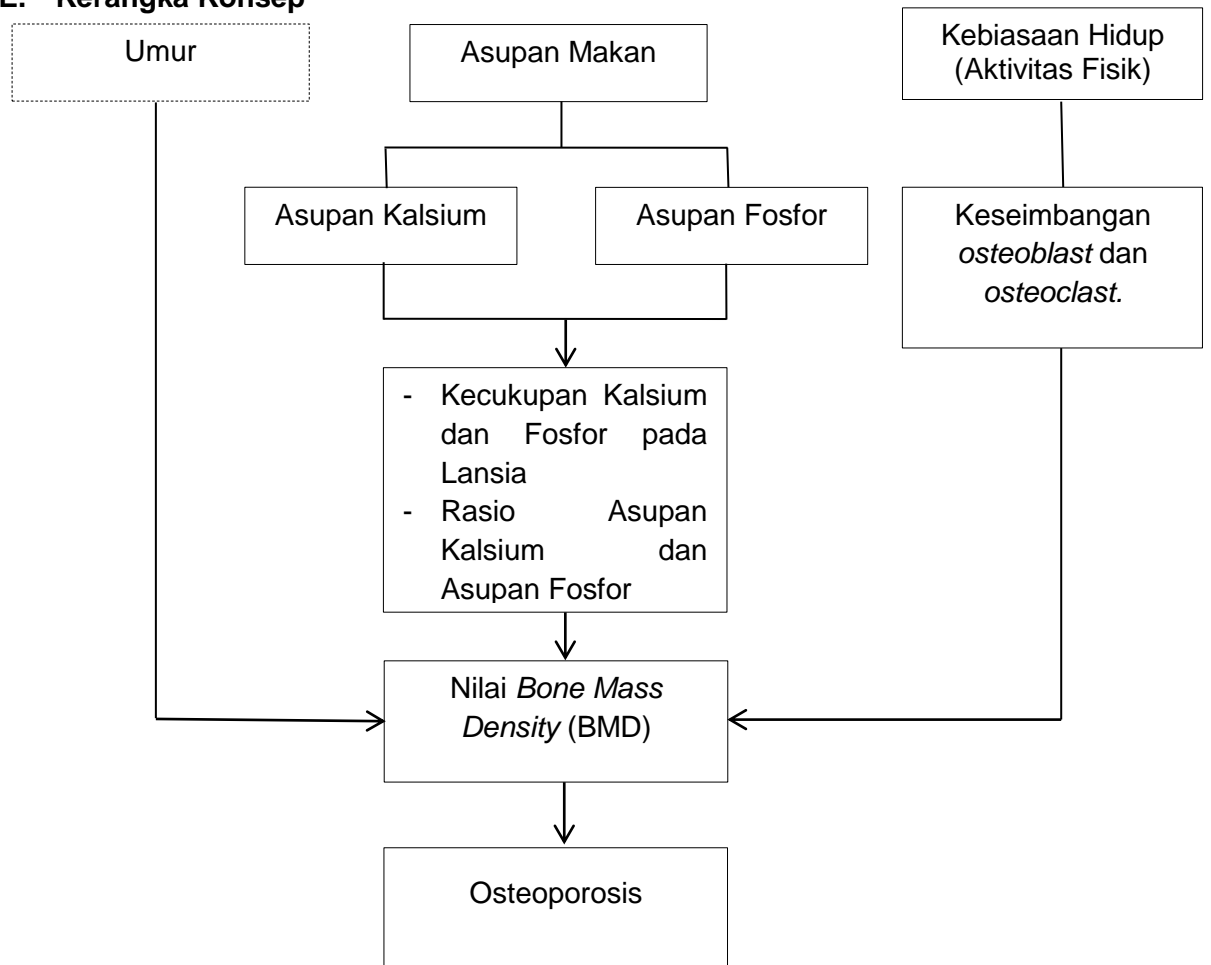 E. Kerangka Konsep
Umur
Asupan Makan
Kebiasaan Hidup
(Aktivitas Fisik)
Asupan Kalsium
Asupan Fosfor
Keseimbangan
osteoblast dan
osteoclast.
- Kecukupan Kalsium
dan Fosfor pada
Lansia
- Rasio Asupan
Kalsium dan
Asupan Fosfor
Nilai Bone Mass
Density (BMD)
Osteoporosis